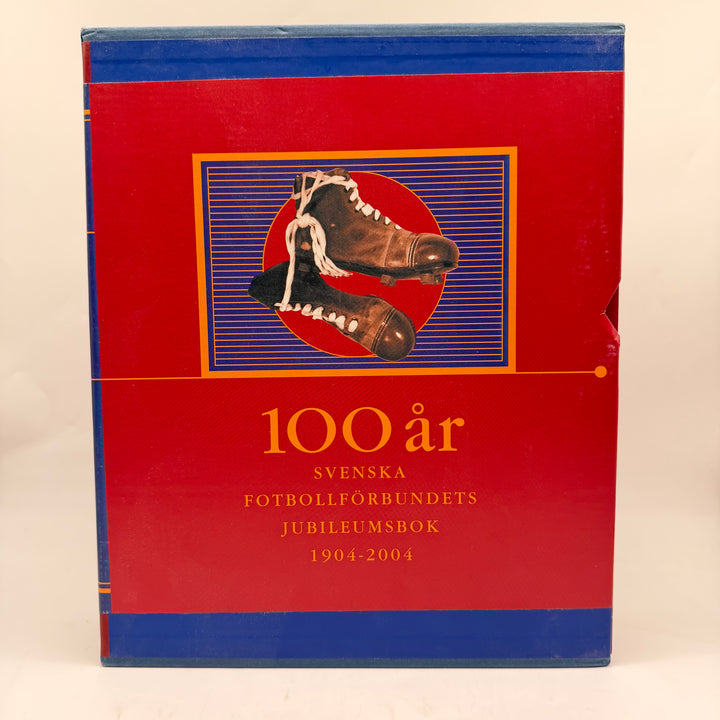 100 år
SVENSKA
FOTBOLLFÖRBUNDETS
JUBILEUMSBOK
1904-2004